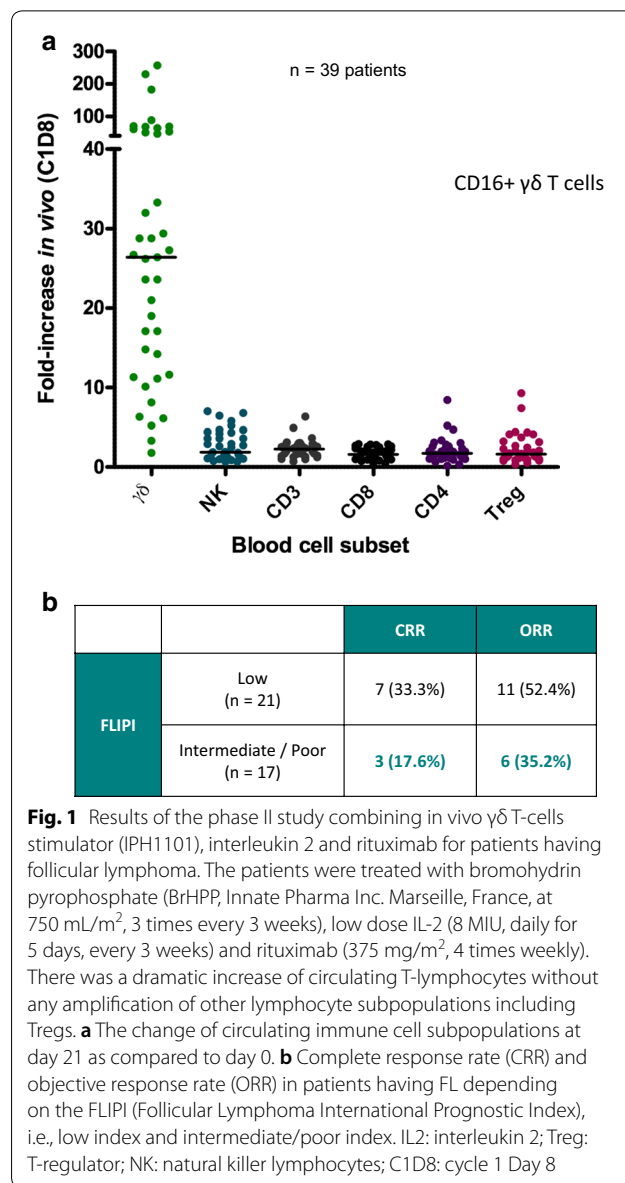 a
300
200
100
40
30
20
10
0
n = 39 patients
CD16+ γδ T cells
Fold-increase in vivo (C1D8)
γδ
NK
CD3
CD8
CD4
Treg
Blood cell subset
b
CRR
ORR
FLIPI
Low
(n = 21)
7 (33.3%)
11 (52.4%)
Intermediate / Poor
(n = 17)
3 (17.6%)
6 (35.2%)
Fig. 1 Results of the phase II study combining in vivo γδ T-cells
stimulator (IPH1101), interleukin 2 and rituximab for patients having
follicular lymphoma. The patients were treated with bromohydrin
pyrophosphate (BrHPP, Innate Pharma Inc. Marseille, France, at
750 mL/m², 3 times every 3 weeks), low dose IL-2 (8 MIU, daily for
5 days, every 3 weeks) and rituximab (375 mg/m², 4 times weekly).
There was a dramatic increase of circulating T-lymphocytes without
any amplification of other lymphocyte subpopulations including
Tregs. a The change of circulating immune cell subpopulations at
day 21 as compared to day 0. b Complete response rate (CRR) and
objective response rate (ORR) in patients having FL depending
on the FLIPI (Follicular Lymphoma International Prognostic Index),
i.e., low index and intermediate/poor index. IL2: interleukin 2; Treg:
T-regulator; NK: natural killer lymphocytes; C1D8: cycle 1 Day 8